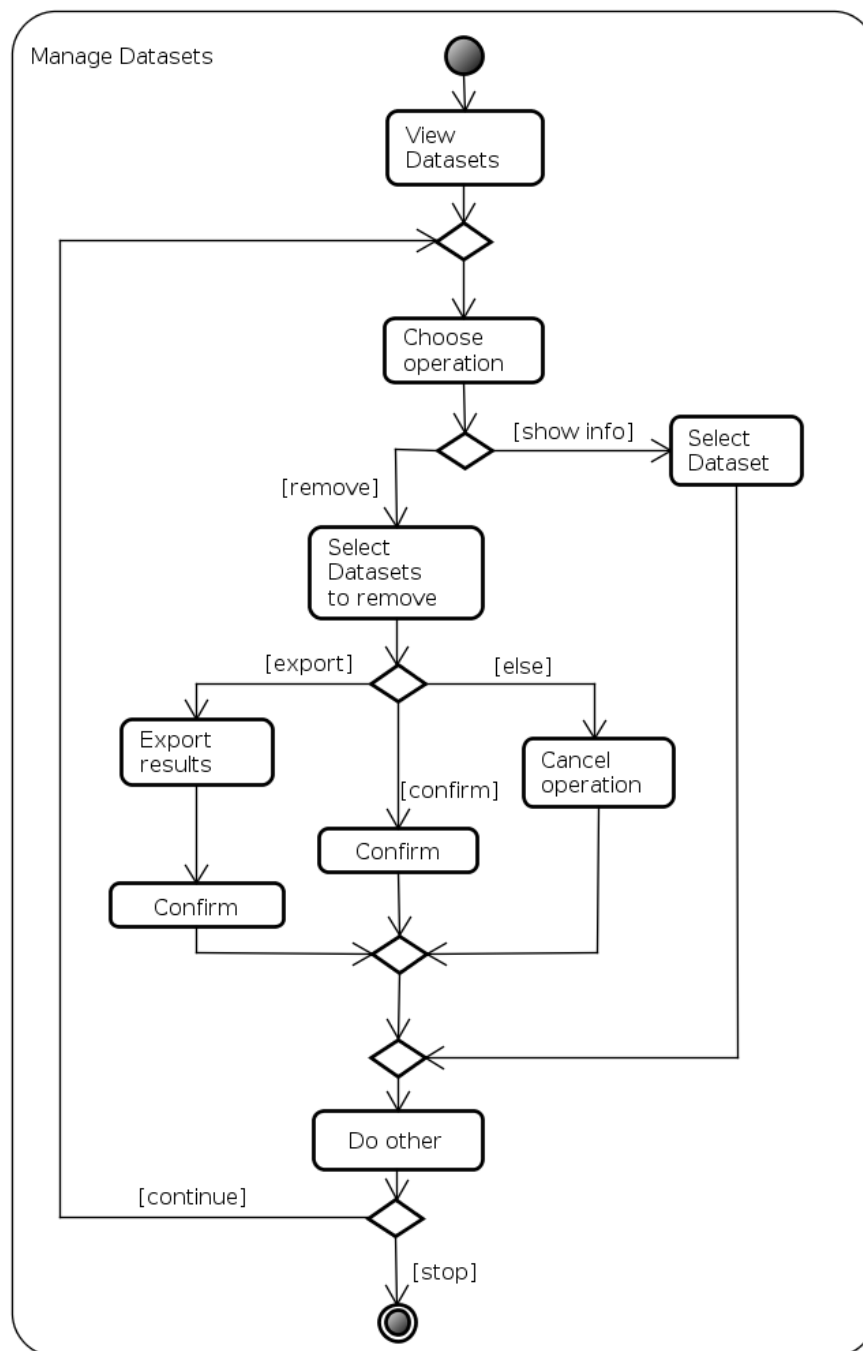 Manage Datasets
View
Datasets
Choose
operation
[show info]
Select
Dataset
[remove]
Select
Datasets
to remove
[export]
[else]
Export
results
Cancel
operation
[confirm]
Confirm
Confirm
Do other
[continue]
[stop]